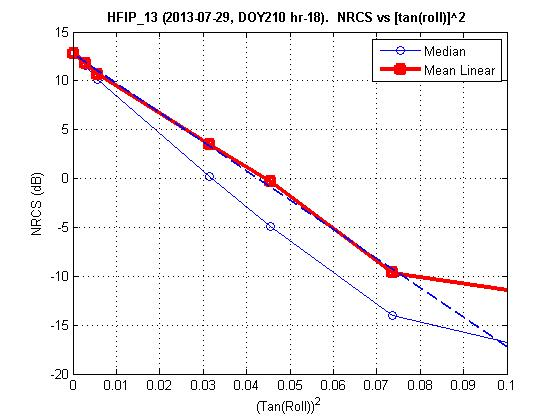 HFIP_13 (2013-07-29, DOY210 hr-18).  NRCS vs [tan(roll)]^2
Median
Mean Linear
NRCS (dB)
15
10
5
0
-5
-10
-15
-20
0 0.01 0.02 0.03 0.04 0.05 0.06 0.07 0.08 0.09 0.1
(Tan(Roll))2